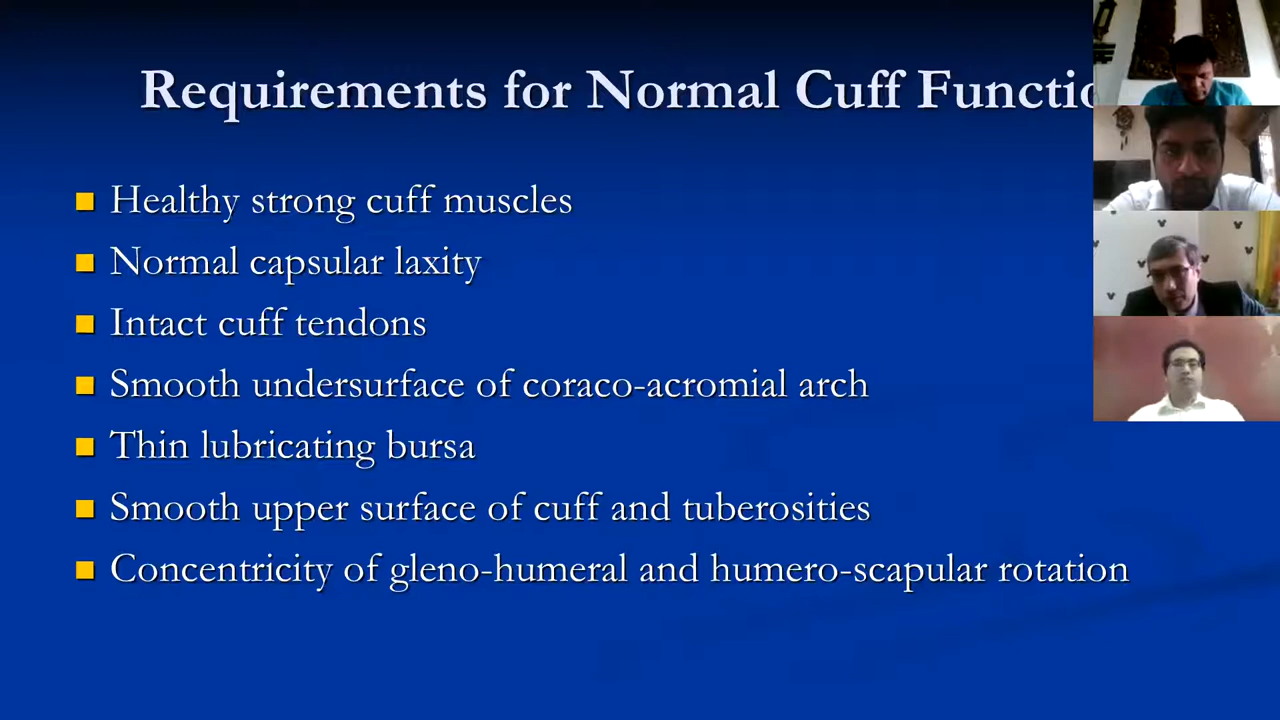 Requirements for Normal Cuff Functio
Healthy strong cuff muscles
Normal capsular laxity
Intact cuff tendons
Smooth undersurface of coraco-acromial arch
Thin lubricating bursa
Smooth upper surface of cuff and tuberosities
Concentricity of gleno-humeral and humero-scapular rotation